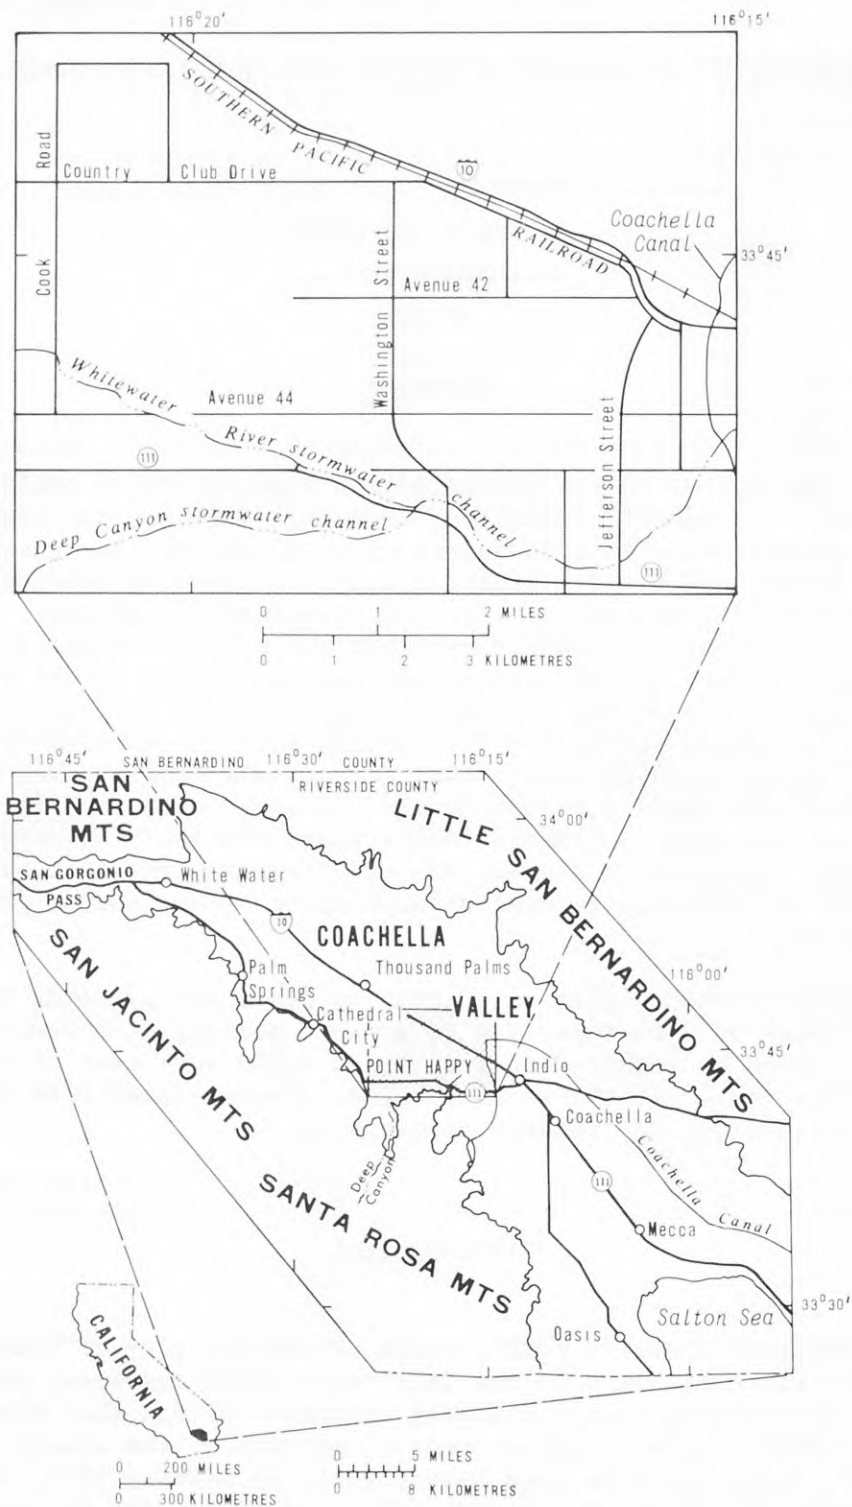 116°20'
116°15'
SOUTHERN PACIFIC RAILROAD
10
Road
Country Club Drive
Coachella
Canal
33°45'
Cook
Washington Street
Avenue 42
Whitewater River stormwater channel
Avenue 44
111
Jefferson Street
Deep Canyon stormwater channel
111
0 1 2 MILES
0 1 2 3 KILOMETRES
116°45'
SAN BERNARDINO COUNTY
116°30'
116°15'
RIVERSIDE COUNTY
SAN
BERNARDINO
MTS
LITTLE SAN BERNARDINO MTS
34°00'
SAN GORGONIO
PASS
White Water
10
COACHELLA
116°00'
SAN JACINTO MTS
Palm
Springs
Thousand Palms
VALLEY
Cathedral
City
33°45'
POINT HAPPY
111
Indio
Coachella
Deep
Canyon
Coachella Canal
111
SANTA ROSA MTS
Mecca
33°30'
Salton Sea
Oasis
CALIFORNIA
0 200 MILES
0 300 KILOMETRES
0 5 MILES
0 8 KILOMETRES